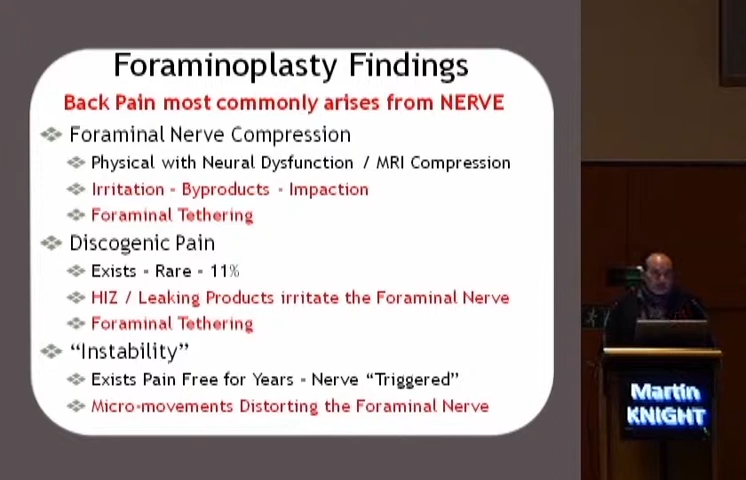 Foraminoplasty Findings
Back Pain most commonly arises from NERVE
Foraminal Nerve Compression
Physical with Neural Dysfunction / MRI Compression
Irritation - Byproducts - Impaction
Foraminal Tethering
Discogenic Pain
Exists - Rare - 11%
HIZ / Leaking Products irritate the Foraminal Nerve
Foraminal Tethering
“Instability”
Exists Pain Free for Years - Nerve “Triggered”
Micro-movements Distorting the Foraminal Nerve
Martin
KNIGHT